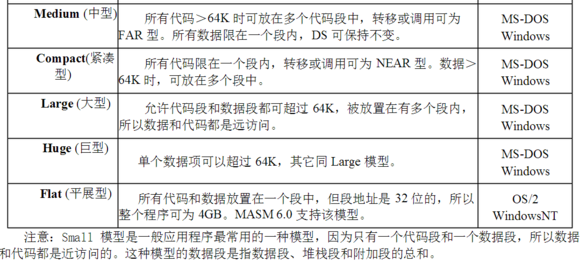 Medium (中型)
所有代码＞64K 时可放在多个代码段中，转移或调用可为
FAR 型。所有数据限在一个段内，DS 可保持不变。
MS-DOS
Windows
Compact(紧凑
型)
所有代码限在一个段内，转移或调用可为 NEAR 型。数据＞
64K 时，可放在多个段中。
MS-DOS
Windows
Large (大型)
允许代码段和数据段都可超过 64K，被放置在有多个段内，
所以数据和代码都是远访问。
MS-DOS
Windows
Huge (巨型)
单个数据项可以超过 64K，其它同 Large 模型。
MS-DOS
Windows
Flat (平展型)
所有代码和数据放置在一个段中，但段地址是 32 位的，所以
整个程序可为 4GB。MASM 6.0 支持该模型。
OS/2
WindowsNT
注意：Small 模型是一般应用程序最常用的一种模型，因为只有一个代码段和一个数据段，所以数据
和代码都是近访问的。这种模型的数据段是指数据段、堆栈段和附加段的总和。